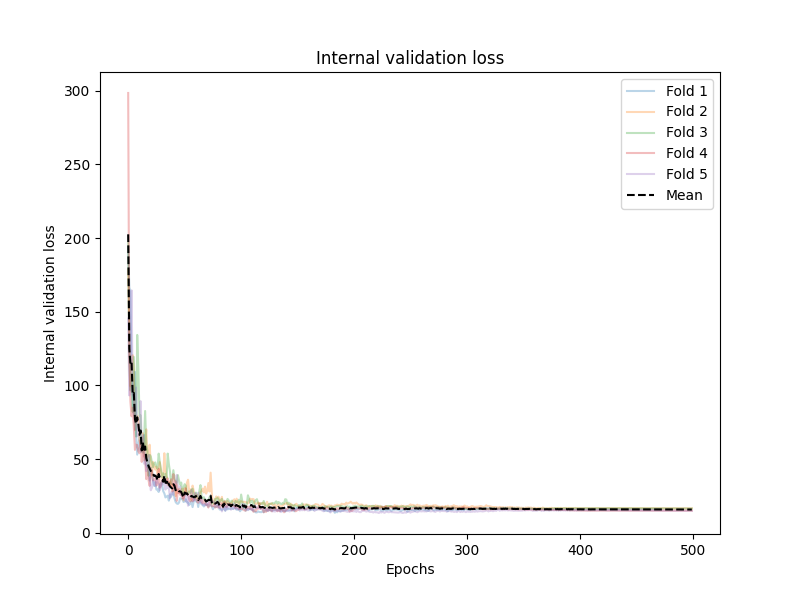 Internal validation loss
Internal validation loss
300
250
200
150
100
50
0
0 100 200 300 400 500
Epochs
Fold 1
Fold 2
Fold 3
Fold 4
Fold 5
Mean